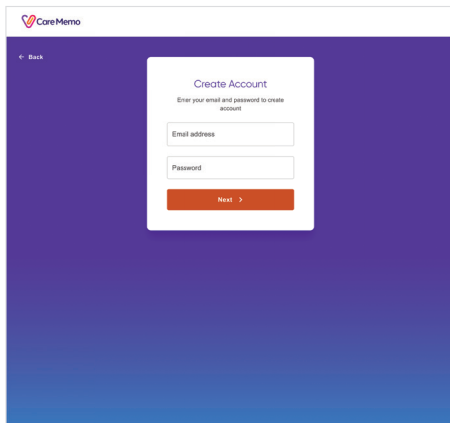 Care Memo
← Back
Create Account
Enter your email and password to create
account
Email address
Password
Next >